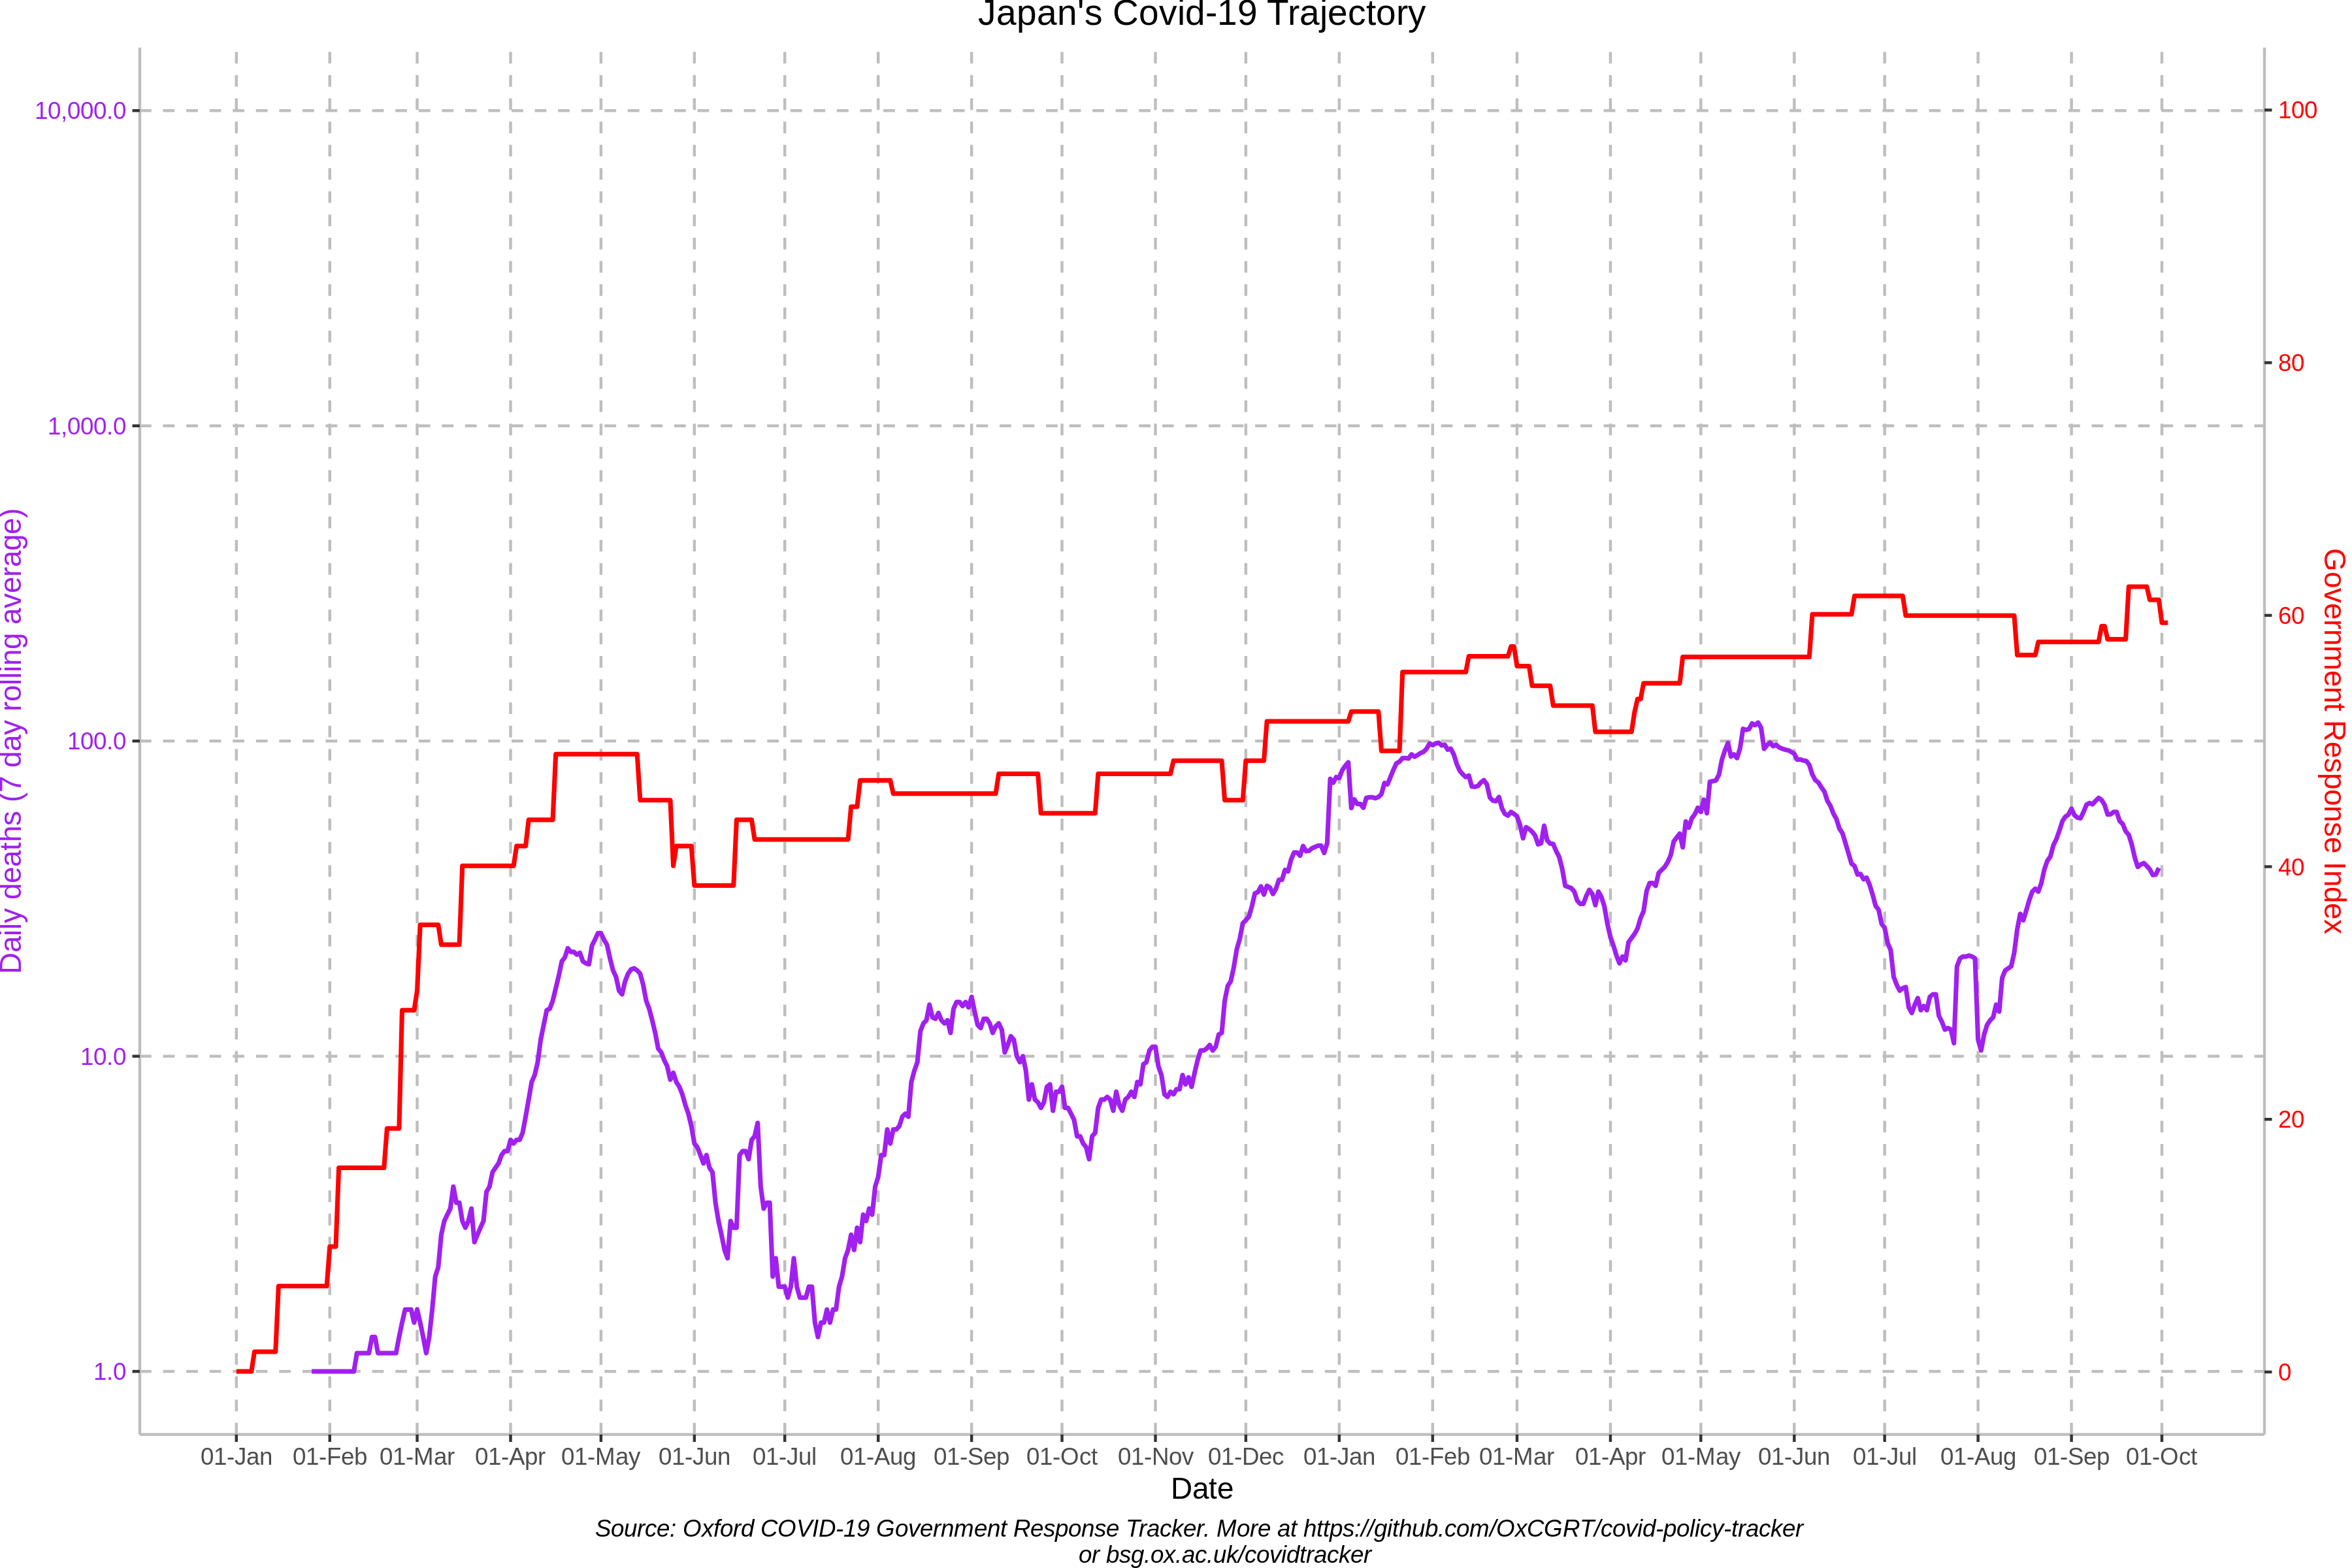 Japan's Covid-19 Trajectory
10,000.0
1,000.0
100.0
10.0
1.0
Daily deaths (7 day rolling average)
100
80
60
40
20
0
Government Response Index
01-Jan 01-Feb 01-Mar 01-Apr 01-May 01-Jun 01-Jul 01-Aug 01-Sep 01-Oct 01-Nov 01-Dec 01-Jan 01-Feb 01-Mar 01-Apr 01-May 01-Jun 01-Jul 01-Aug 01-Sep 01-Oct
Date
Source: Oxford COVID-19 Government Response Tracker. More at https://github.com/OxCGRT/covid-policy-tracker
or bsg.ox.ac.uk/covidtracker